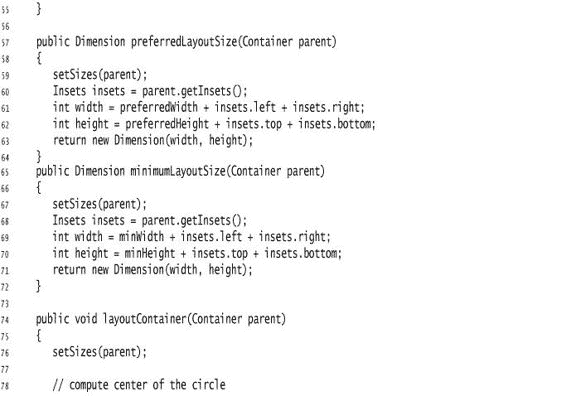 55 }
56
57 public Dimension preferredLayoutSize(Container parent)
58 {
59 setSizes(parent);
60 Insets insets = parent.getInsets();
61 int width = preferredWidth + insets.left + insets.right;
62 int height = preferredHeight + insets.top + insets.bottom;
63 return new Dimension(width, height);
64 }
65 public Dimension minimumLayoutSize(Container parent)
66 {
67 setSizes(parent);
68 Insets insets = parent.getInsets();
69 int width = minWidth + insets.left + insets.right;
70 int height = minHeight + insets.top + insets.bottom;
71 return new Dimension(width, height);
72 }
73
74 public void layoutContainer(Container parent)
75 {
76 setSizes(parent);
77
78 // compute center of the circle